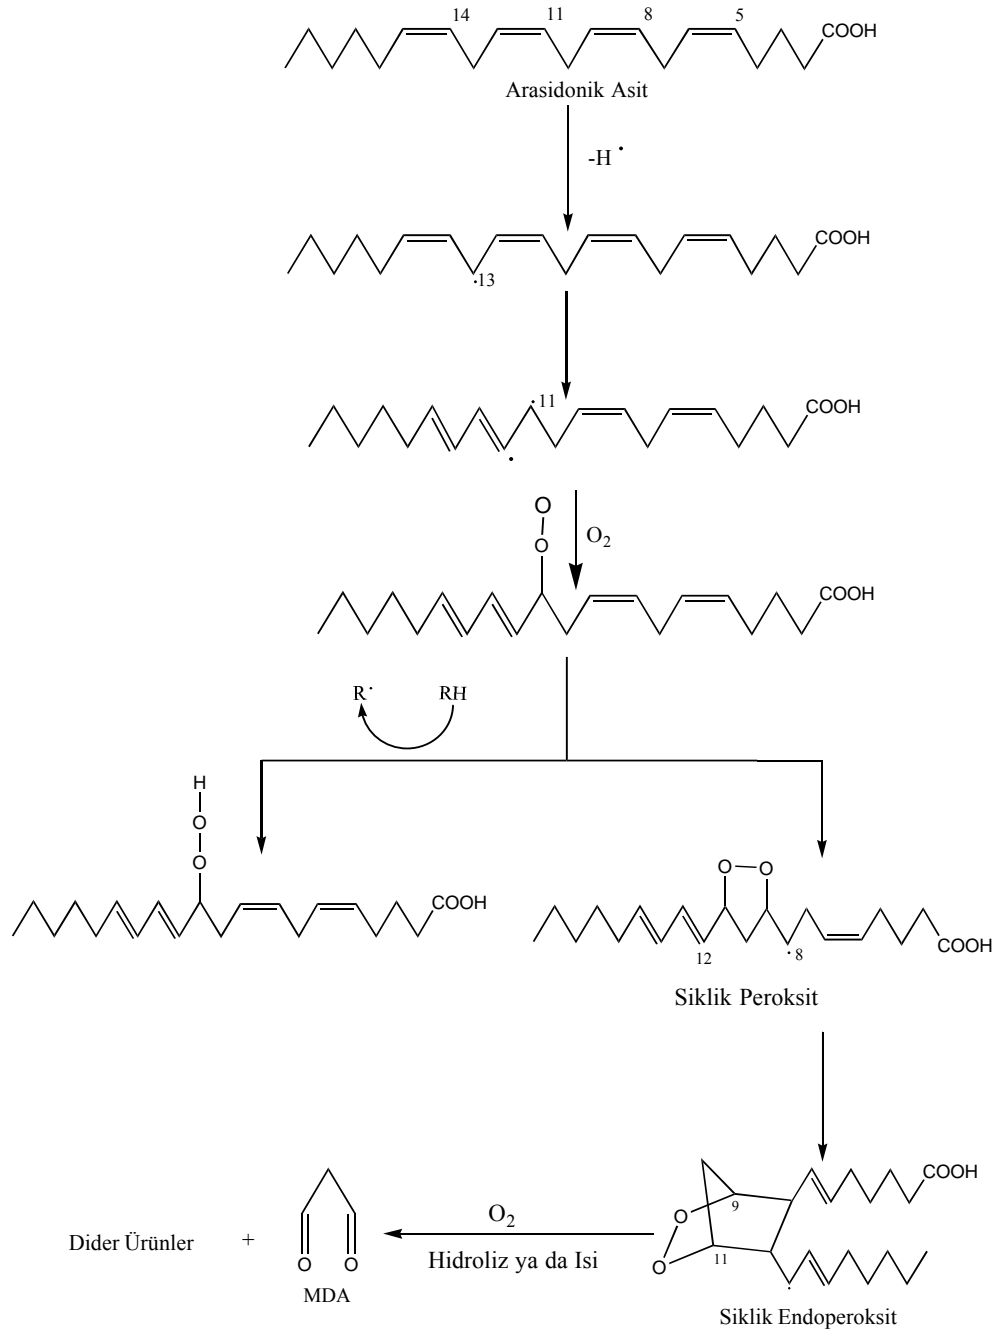 14 11 8 5
COOH
Arasidonik Asit
-H •
COOH
•13
•11
COOH
•
O
O
O2
COOH
R• RH
H
O
O
O O
COOH
12 •8
COOH
Siklik Peroksit
COOH
O
9
O2
Dider Ürünler +
O
11
Hidroliz ya da Isi
O O
MDA
•
Siklik Endoperoksit